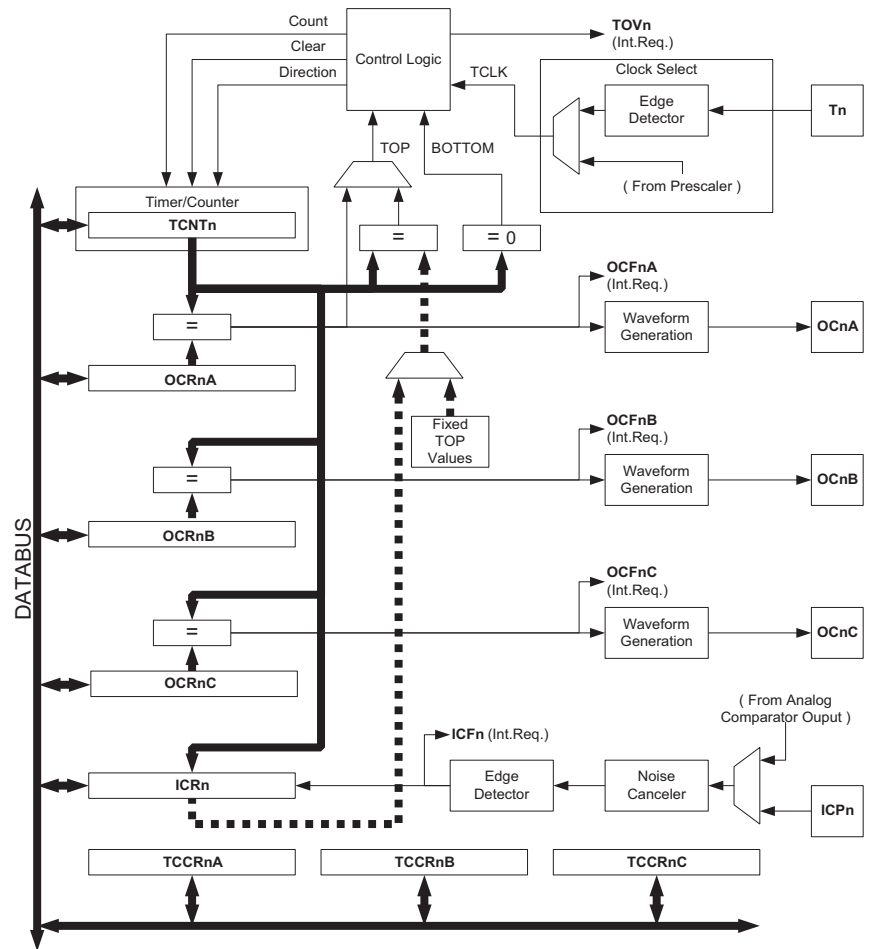 Count
Clear
Direction
Control Logic
TOVn
(Int.Req.)
TCLK
Clock Select
Edge
Detector
Tn
( From Prescaler )
TOP
BOTTOM
Timer/Counter
TCNTn
=
= 0
=
OCRnA
OCFnA
(Int.Req.)
Waveform
Generation
OCnA
Fixed
TOP
Values
=
OCRnB
OCFnB
(Int.Req.)
Waveform
Generation
OCnB
DATABUS
=
OCRnC
OCFnC
(Int.Req.)
Waveform
Generation
OCnC
( From Analog
Comparator Ouput )
ICFn (Int.Req.)
ICRn
Edge
Detector
Noise
Canceler
ICPn
TCCRnA
TCCRnB
TCCRnC